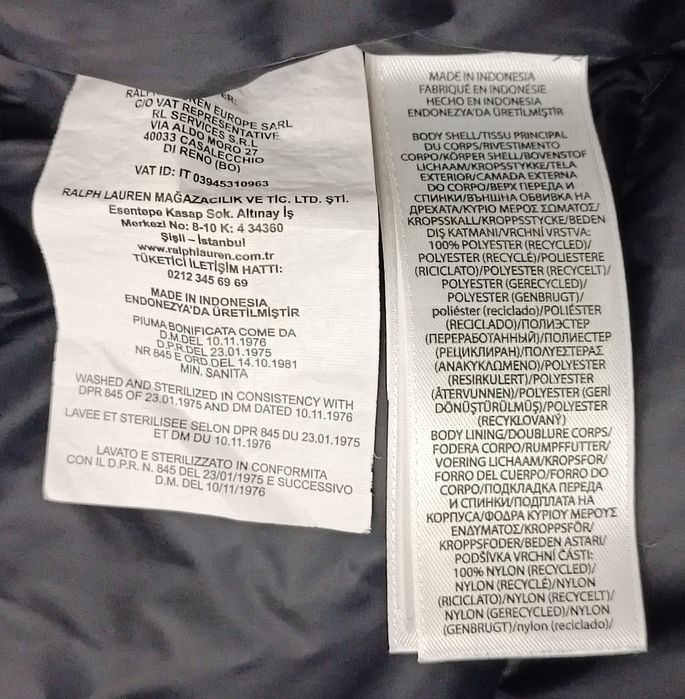 C/O VAT REPRESENTATIVE
RL SERVICES S.R.L
VIA ALDO MORO 27
40033 CASALECCHIO
DI RENO (BO)
VAT ID: IT 03945310963
RALPH LAUREN MAĞAZACILIK VE TİC. LTD. ŞTİ.
Esentepe Kasap Sok. Altınay İş
Merkezi No: 8-10 K: 4 34360
Şişli – İstanbul
www.ralphlauren.com.tr
TÜKETİCİ İLETİŞİM HATTI:
0212 345 69 69
MADE IN INDONESIA
ENDONEZYA'DA ÜRETİLMİŞTİR
PIUMA BONIFICATA COME DA
D.M.DEL 10.11.1976
D.P.R.DEL 23.01.1975
NR 845 E ORD.DEL 14.10.1981
MIN. SANITA
WASHED AND STERILIZED IN CONSISTENCY WITH
DPR 845 OF 23.01.1975 AND DM DATED 10.11.1976
LAVEE ET STERILISEE SELON DPR 845 DU 23.01.1975
ET DM DU 10.11.1976
LAVATO E STERILIZZATO IN CONFORMITA
CON IL D.P.R. N. 845 DEL 23/01/1975 E SUCCESSIVO
D.M. DEL 10/11/1976
MADE IN INDONESIA
FABRIQUÉ EN INDONÉSIE
HECHO EN INDONESIA
ENDONEZYA'DA ÜRETİLMİŞTİR
BODY SHELL/TISSU PRINCIPAL
DU CORPS/RIVESTIMENTO
CORPO/KÖRPER SHELL/BOVENSTOF
LICHAAM/KROPSSTYKKE/TELA
EXTERIOR/CAMADA EXTERNA
DO CORPO/ВЕРХ ПЕРЕДА И
СПИНКИ/ВЪНШНА ОБВИВКА НА
ДРЕХАТА/ΚΥΡΙΟ ΜΕΡΟΣ ΣΩΜΑΤΟΣ/
KROPSSKALL/KROPPSSTYCKE/BEDEN
DIŞ KATMANI/VRCHNÍ VRSTVA:
100% POLYESTER (RECYCLED)/
POLYESTER (RECYCLÉ)/POLIESTERE
(RICICLATO)/POLYESTER (RECYCELT)/
POLYESTER (GERECYCLED)/
POLYESTER (GENBRUGT)/
poliéster (reciclado)/POLIÉSTER
(RECICLADO)/ПОЛИЭСТЕР
(ПЕРЕРАБОТАННЫЙ)/ПОЛИЕСТЕР
(РЕЦИКЛИРАН)/ΠΟΛΥΕΣΤΕΡΑΣ
(ΑΝΑΚΥΚΛΩΜΕΝΟ)/POLYESTER
(RESIRKULERT)/POLYESTER
(ÅTERVUNNEN)/POLYESTER (GERİ
DÖNÜŞTÜRÜLMÜŞ)/POLYESTER
(RECYKLOVANÝ)
BODY LINING/DOUBLURE CORPS/
FODERA CORPO/RUMPFFUTTER/
VOERING LICHAAM/KROPSFOR/
FORRO DEL CUERPO/FORRO DO
CORPO/ПОДКЛАДКА ПЕРЕДА
И СПИНКИ/ПОДПЛАТА НА
КОРПУСА/ΦΟΔΡΑ ΚΥΡΙΟΥ ΜΕΡΟΥΣ
ΕΝΔΥΜΑΤΟΣ/KROPPSFÔR/
KROPPSFODER/BEDEN ASTARI/
PODŠÍVKA VRCHNÍ ČÁSTI:
100% NYLON (RECYCLED)/
NYLON (RECYCLÉ)/NYLON
(RICICLATO)/NYLON (RECYCELT)/
NYLON (GERECYCLED)/NYLON
(GENBRUGT)/nylon (reciclado)/